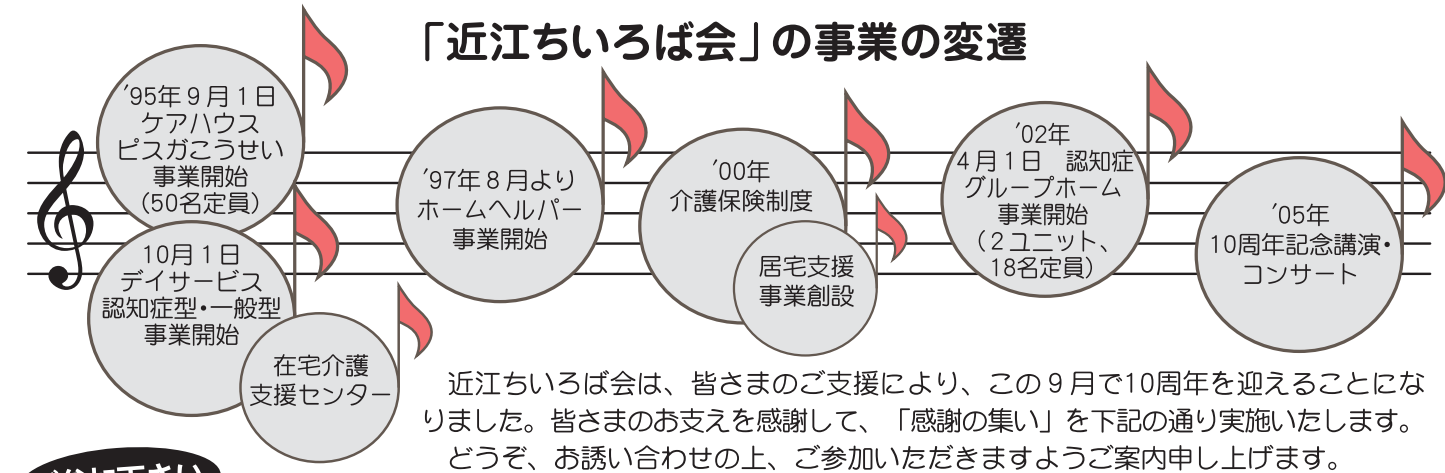 「近江ちいろば会」の事業の変遷
'95年9月1日
ケアハウス
ピスガこうせい
事業開始
（50名定員）
10月1日
デイサービス
認知症型・一般型
事業開始
在宅介護
支援センター
'97年8月より
ホームヘルパー
事業開始
'00年
介護保険制度
居宅支援
事業創設
'02年
4月1日　認知症
グループホーム
事業開始
（2ユニット、
18名定員）
'05年
10周年記念講演・
コンサート
近江ちいろば会は、皆さまのご支援により、この9月で10周年を迎えることにな
りました。皆さまのお支えを感謝して、「感謝の集い」を下記の通り実施いたします。
どうぞ、お誘い合わせの上、ご参加いただきますようご案内申し上げます。